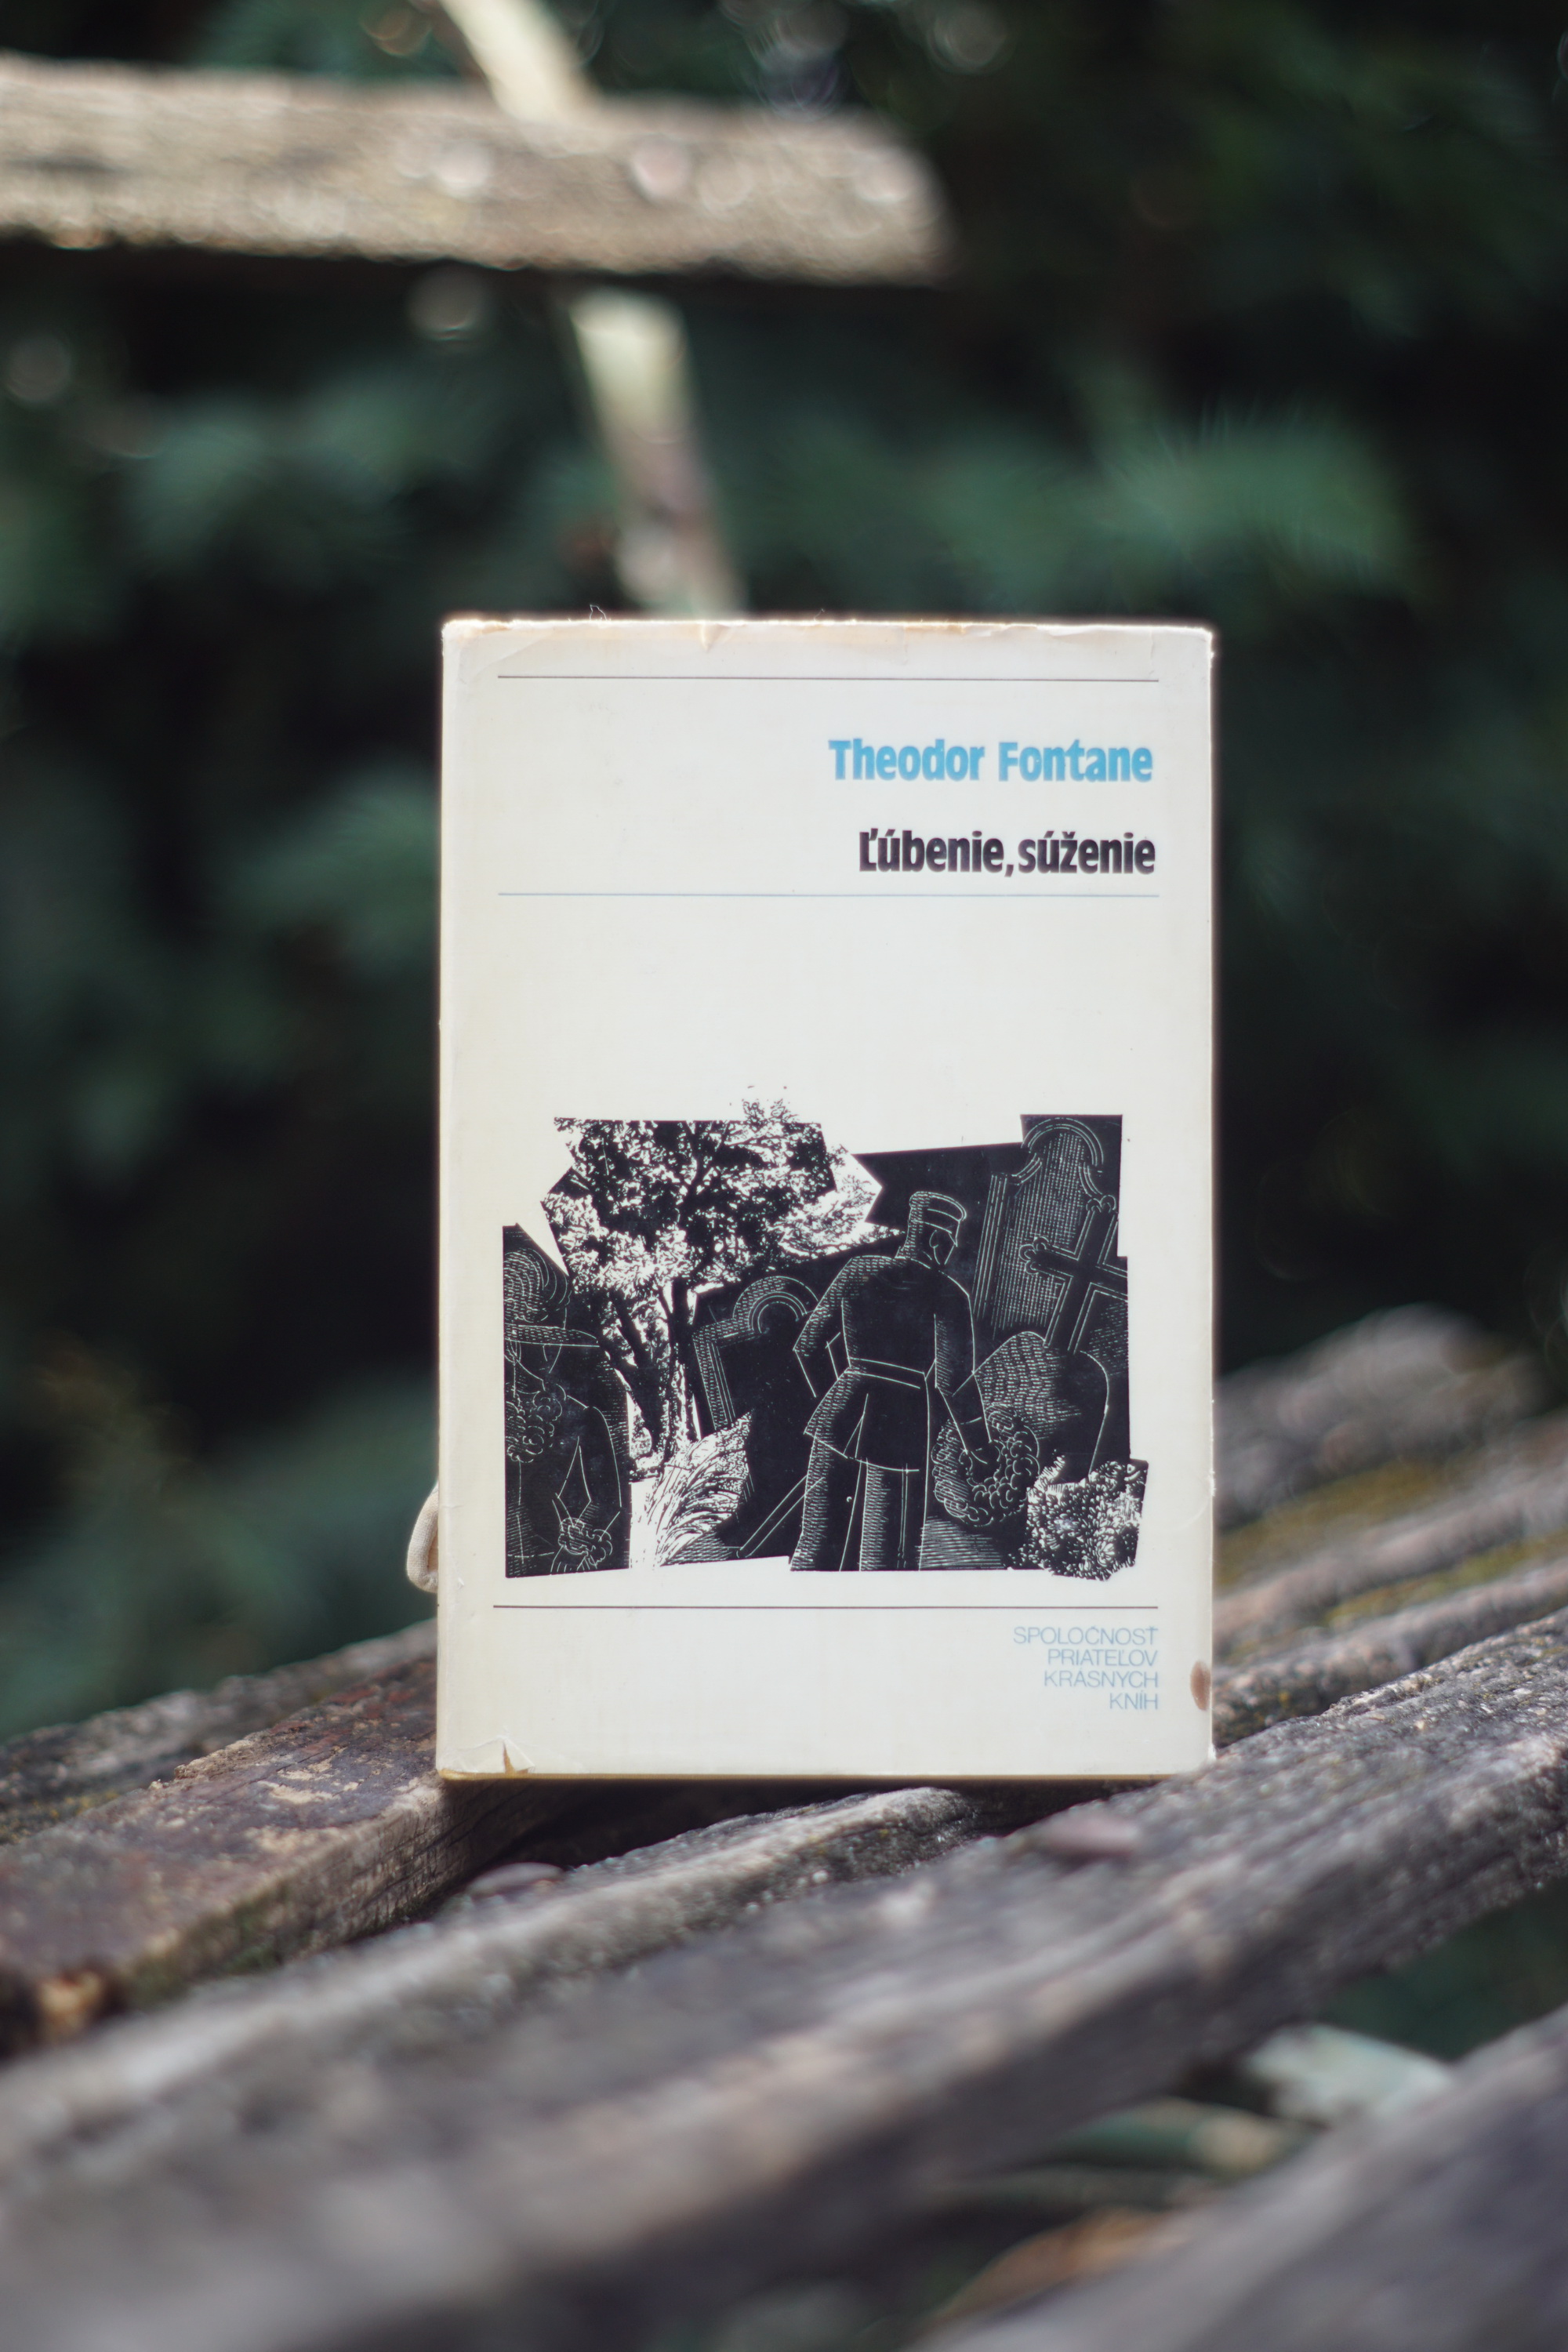 Theodor Fontane
Ľúbenie, súženie
SPOLOČNOSŤ
PRIATEĽOV
KRÁSNYCH
KNÍH